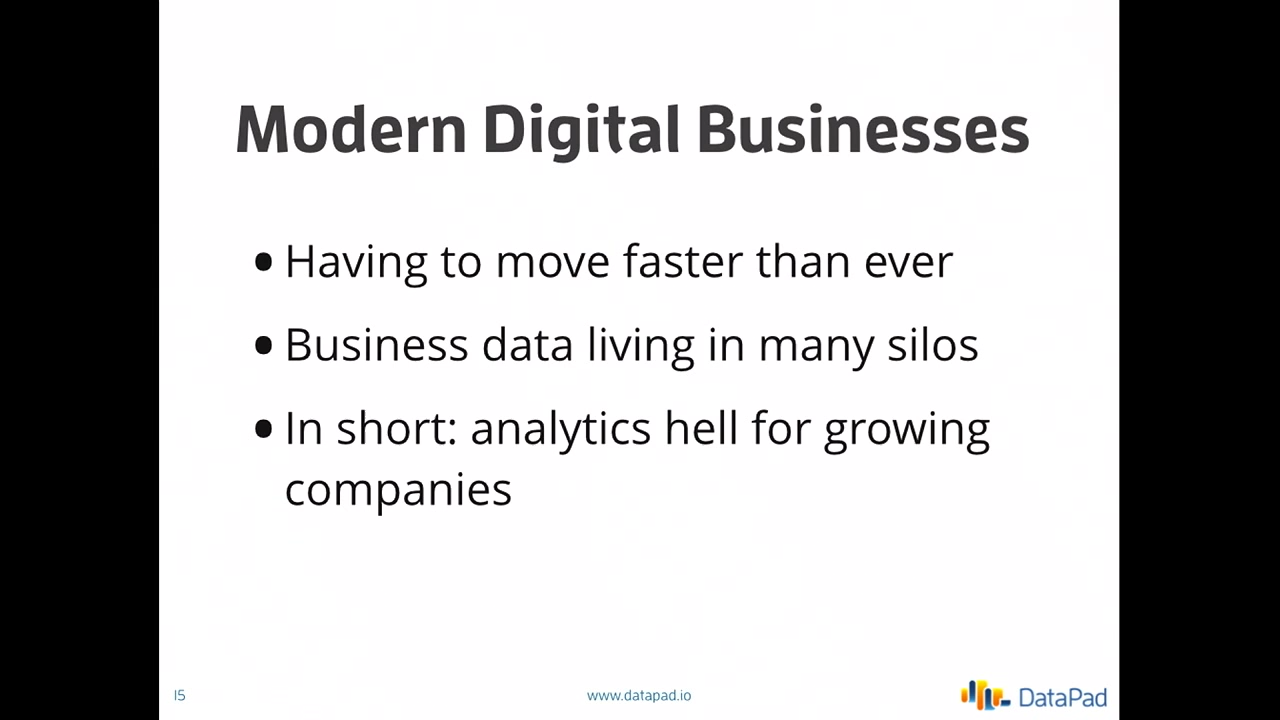 Modern Digital Businesses
• Having to move faster than ever
• Business data living in many silos
• In short: analytics hell for growing
companies
15
www.datapad.io
DataPad